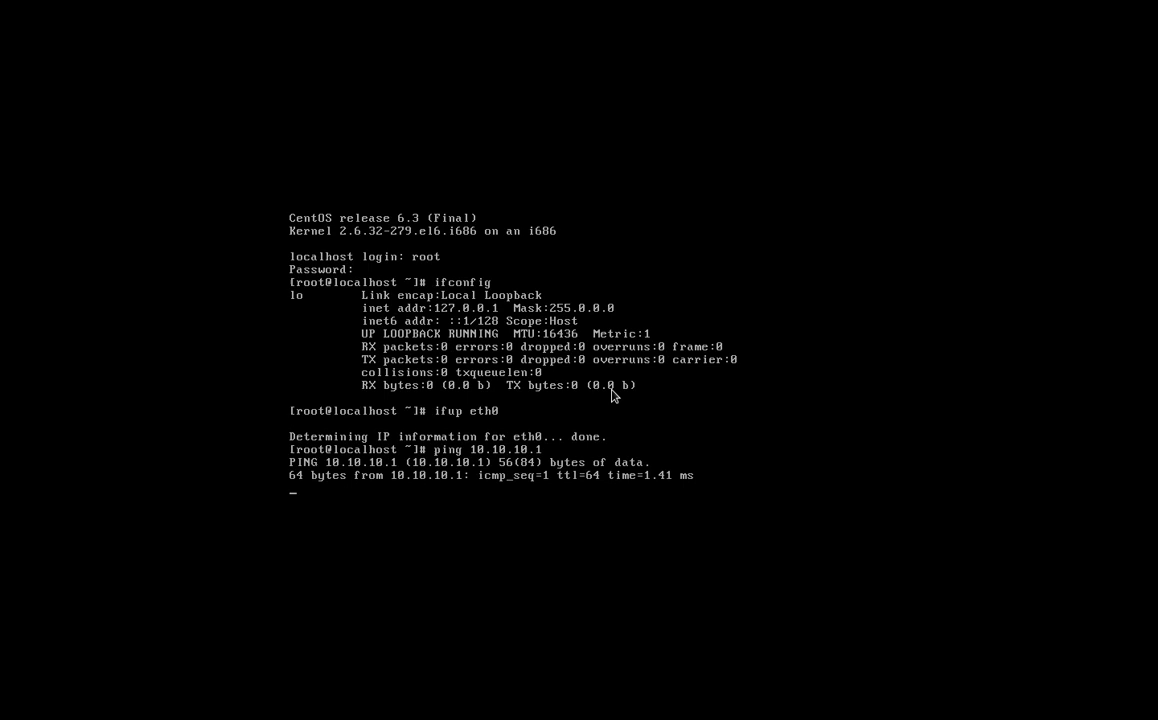 CentOS release 6.3 (Final)
Kernel 2.6.32-279.el6.i686 on an i686
localhost login: root
Password:
[root@localhost ~]# ifconfig
lo        Link encap:Local Loopback
          inet addr:127.0.0.1  Mask:255.0.0.0
          inet6 addr: ::1/128 Scope:Host
          UP LOOPBACK RUNNING  MTU:16436  Metric:1
          RX packets:0 errors:0 dropped:0 overruns:0 frame:0
          TX packets:0 errors:0 dropped:0 overruns:0 carrier:0
          collisions:0 txqueuelen:0
          RX bytes:0 (0.0 b)  TX bytes:0 (0.0 b)
[root@localhost ~]# ifup eth0
Determining IP information for eth0... done.
[root@localhost ~]# ping 10.10.10.1
PING 10.10.10.1 (10.10.10.1) 56(84) bytes of data.
64 bytes from 10.10.10.1: icmp_seq=1 ttl=64 time=1.41 ms